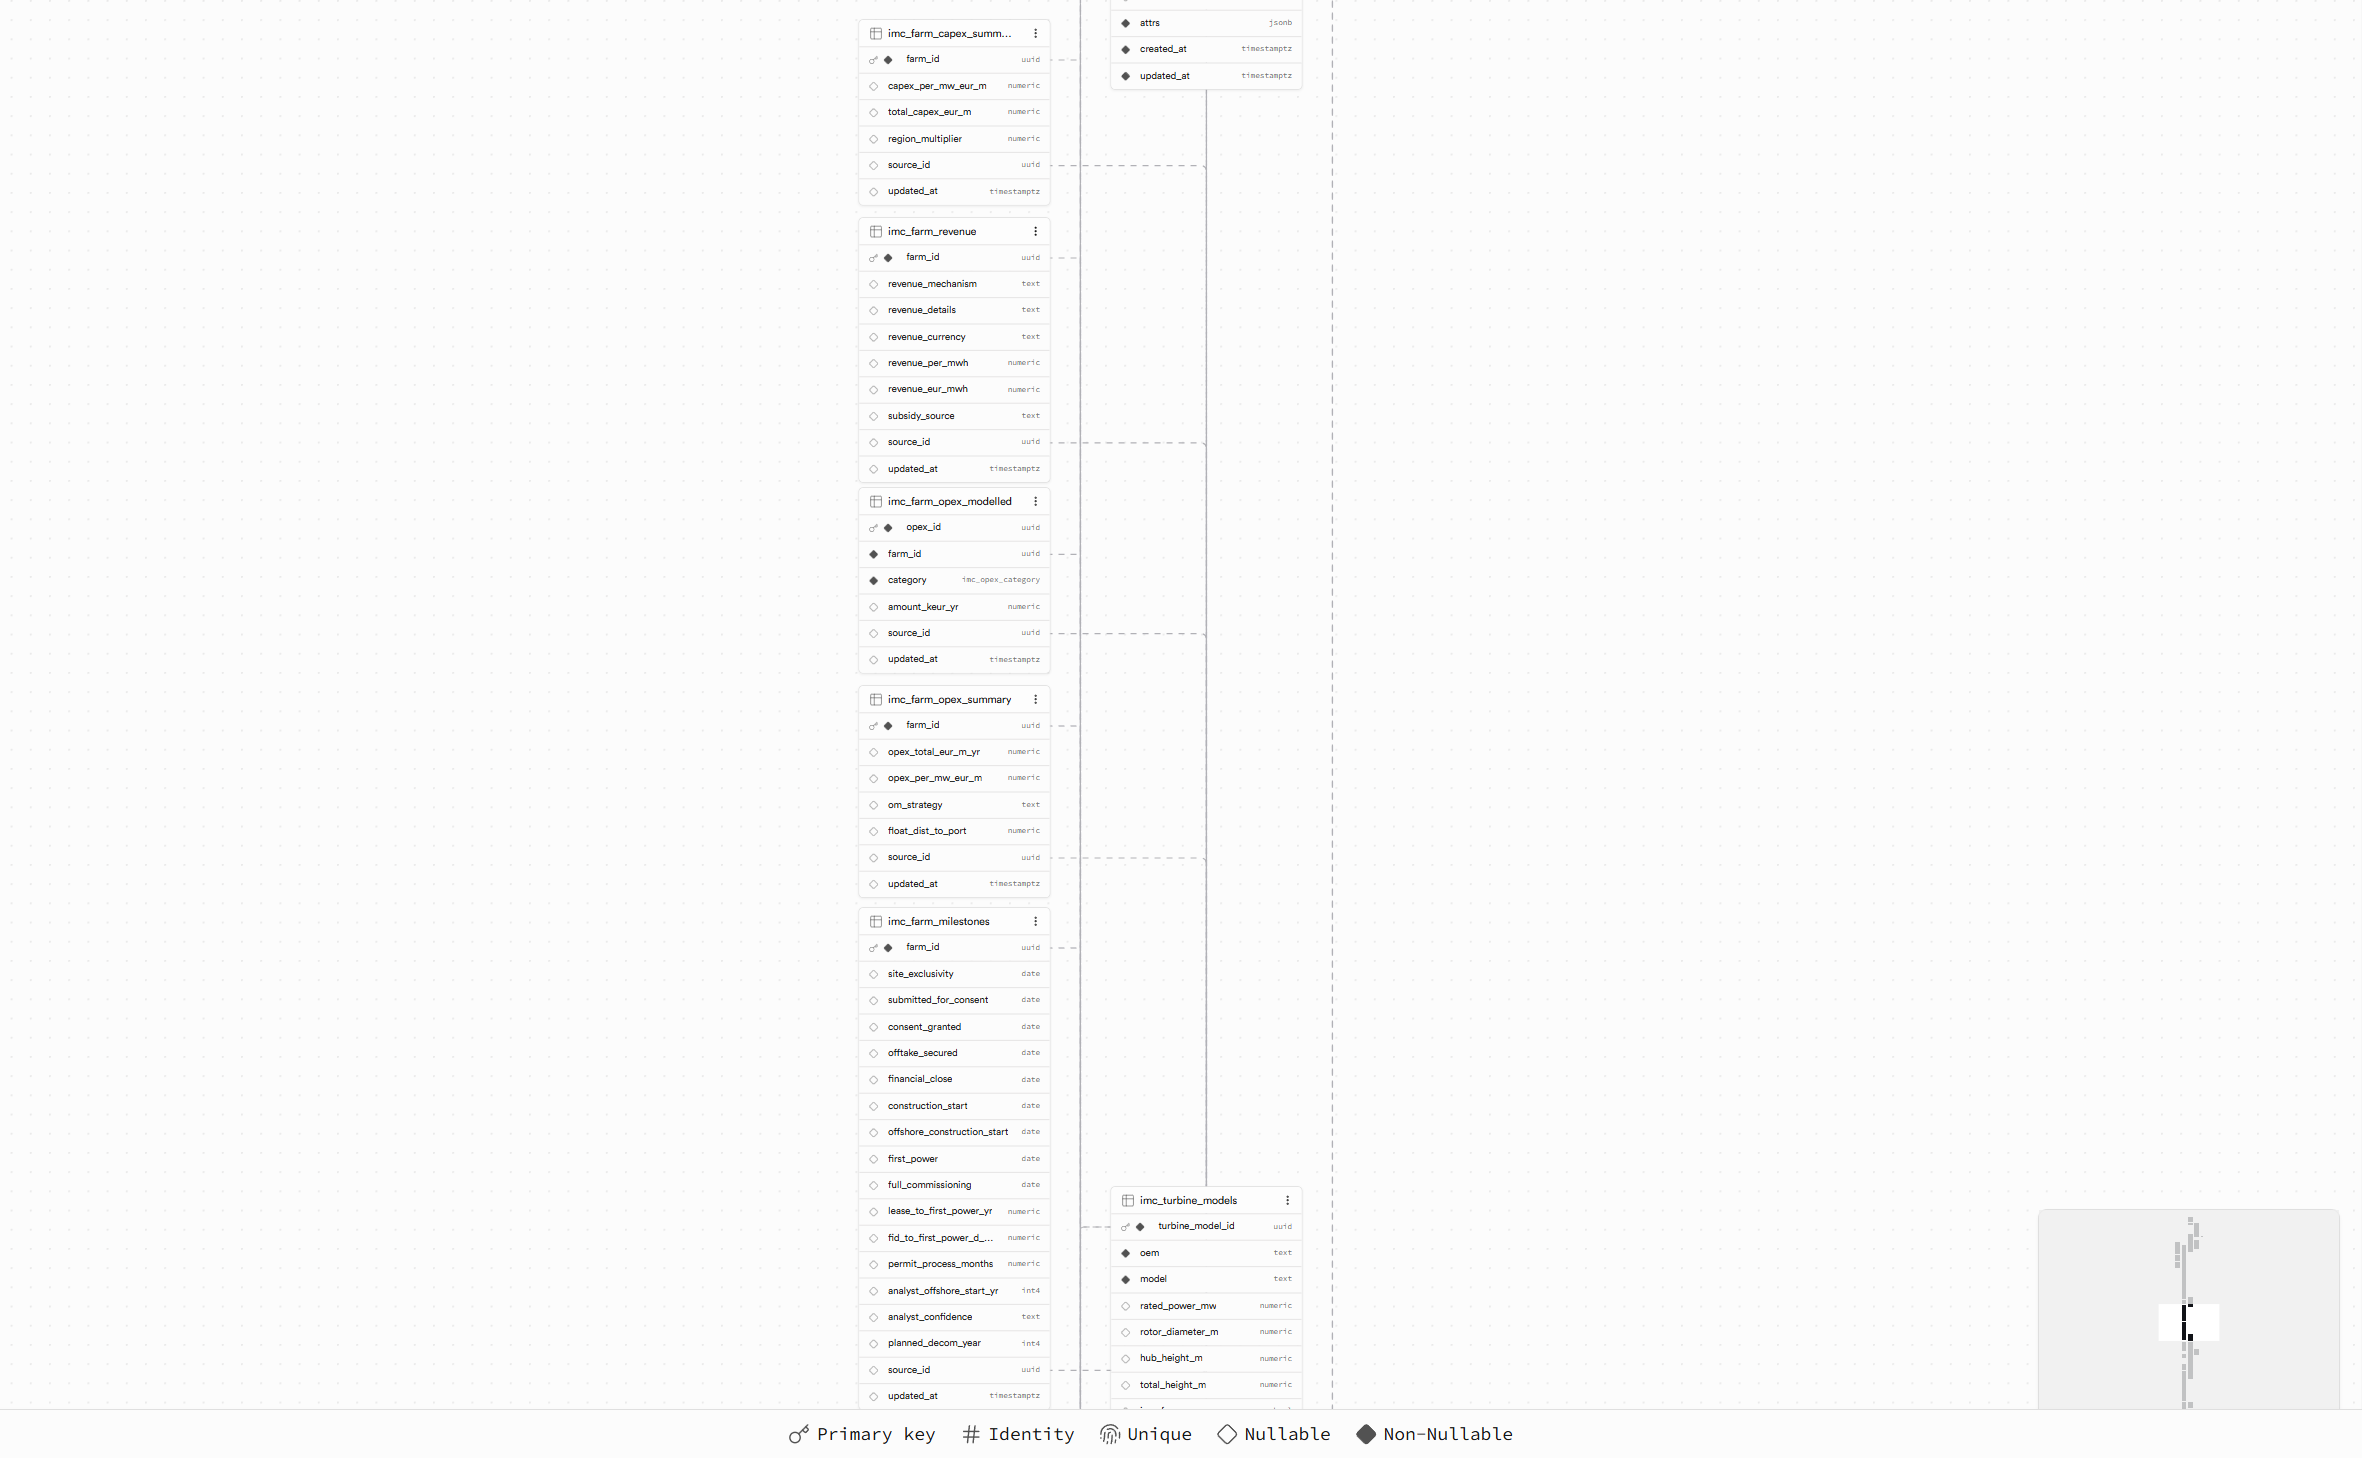 imc_farm_capex_summ...
farm_id uuid
capex_per_mw_eur_m numeric
total_capex_eur_m numeric
region_multiplier numeric
source_id uuid
updated_at timestamptz
attrs jsonb
created_at timestamptz
updated_at timestamptz
imc_farm_revenue
farm_id uuid
revenue_mechanism text
revenue_details text
revenue_currency text
revenue_per_mwh numeric
revenue_eur_mwh numeric
subsidy_source text
source_id uuid
updated_at timestamptz
imc_farm_opex_modelled
opex_id uuid
farm_id uuid
category imc_opex_category
amount_keur_yr numeric
source_id uuid
updated_at timestamptz
imc_farm_opex_summary
farm_id uuid
opex_total_eur_m_yr numeric
opex_per_mw_eur_m numeric
om_strategy text
float_dist_to_port numeric
source_id uuid
updated_at timestamptz
imc_farm_milestones
farm_id uuid
site_exclusivity date
submitted_for_consent date
consent_granted date
offtake_secured date
financial_close date
construction_start date
offshore_construction_start date
first_power date
full_commissioning date
lease_to_first_power_yr numeric
fid_to_first_power_d_... numeric
permit_process_months numeric
analyst_offshore_start_yr int4
analyst_confidence text
planned_decom_year int4
source_id uuid
updated_at timestamptz
imc_turbine_models
turbine_model_id uuid
oem text
model text
rated_power_mw numeric
rotor_diameter_m numeric
hub_height_m numeric
total_height_m numeric
Primary key Identity Unique Nullable Non-Nullable